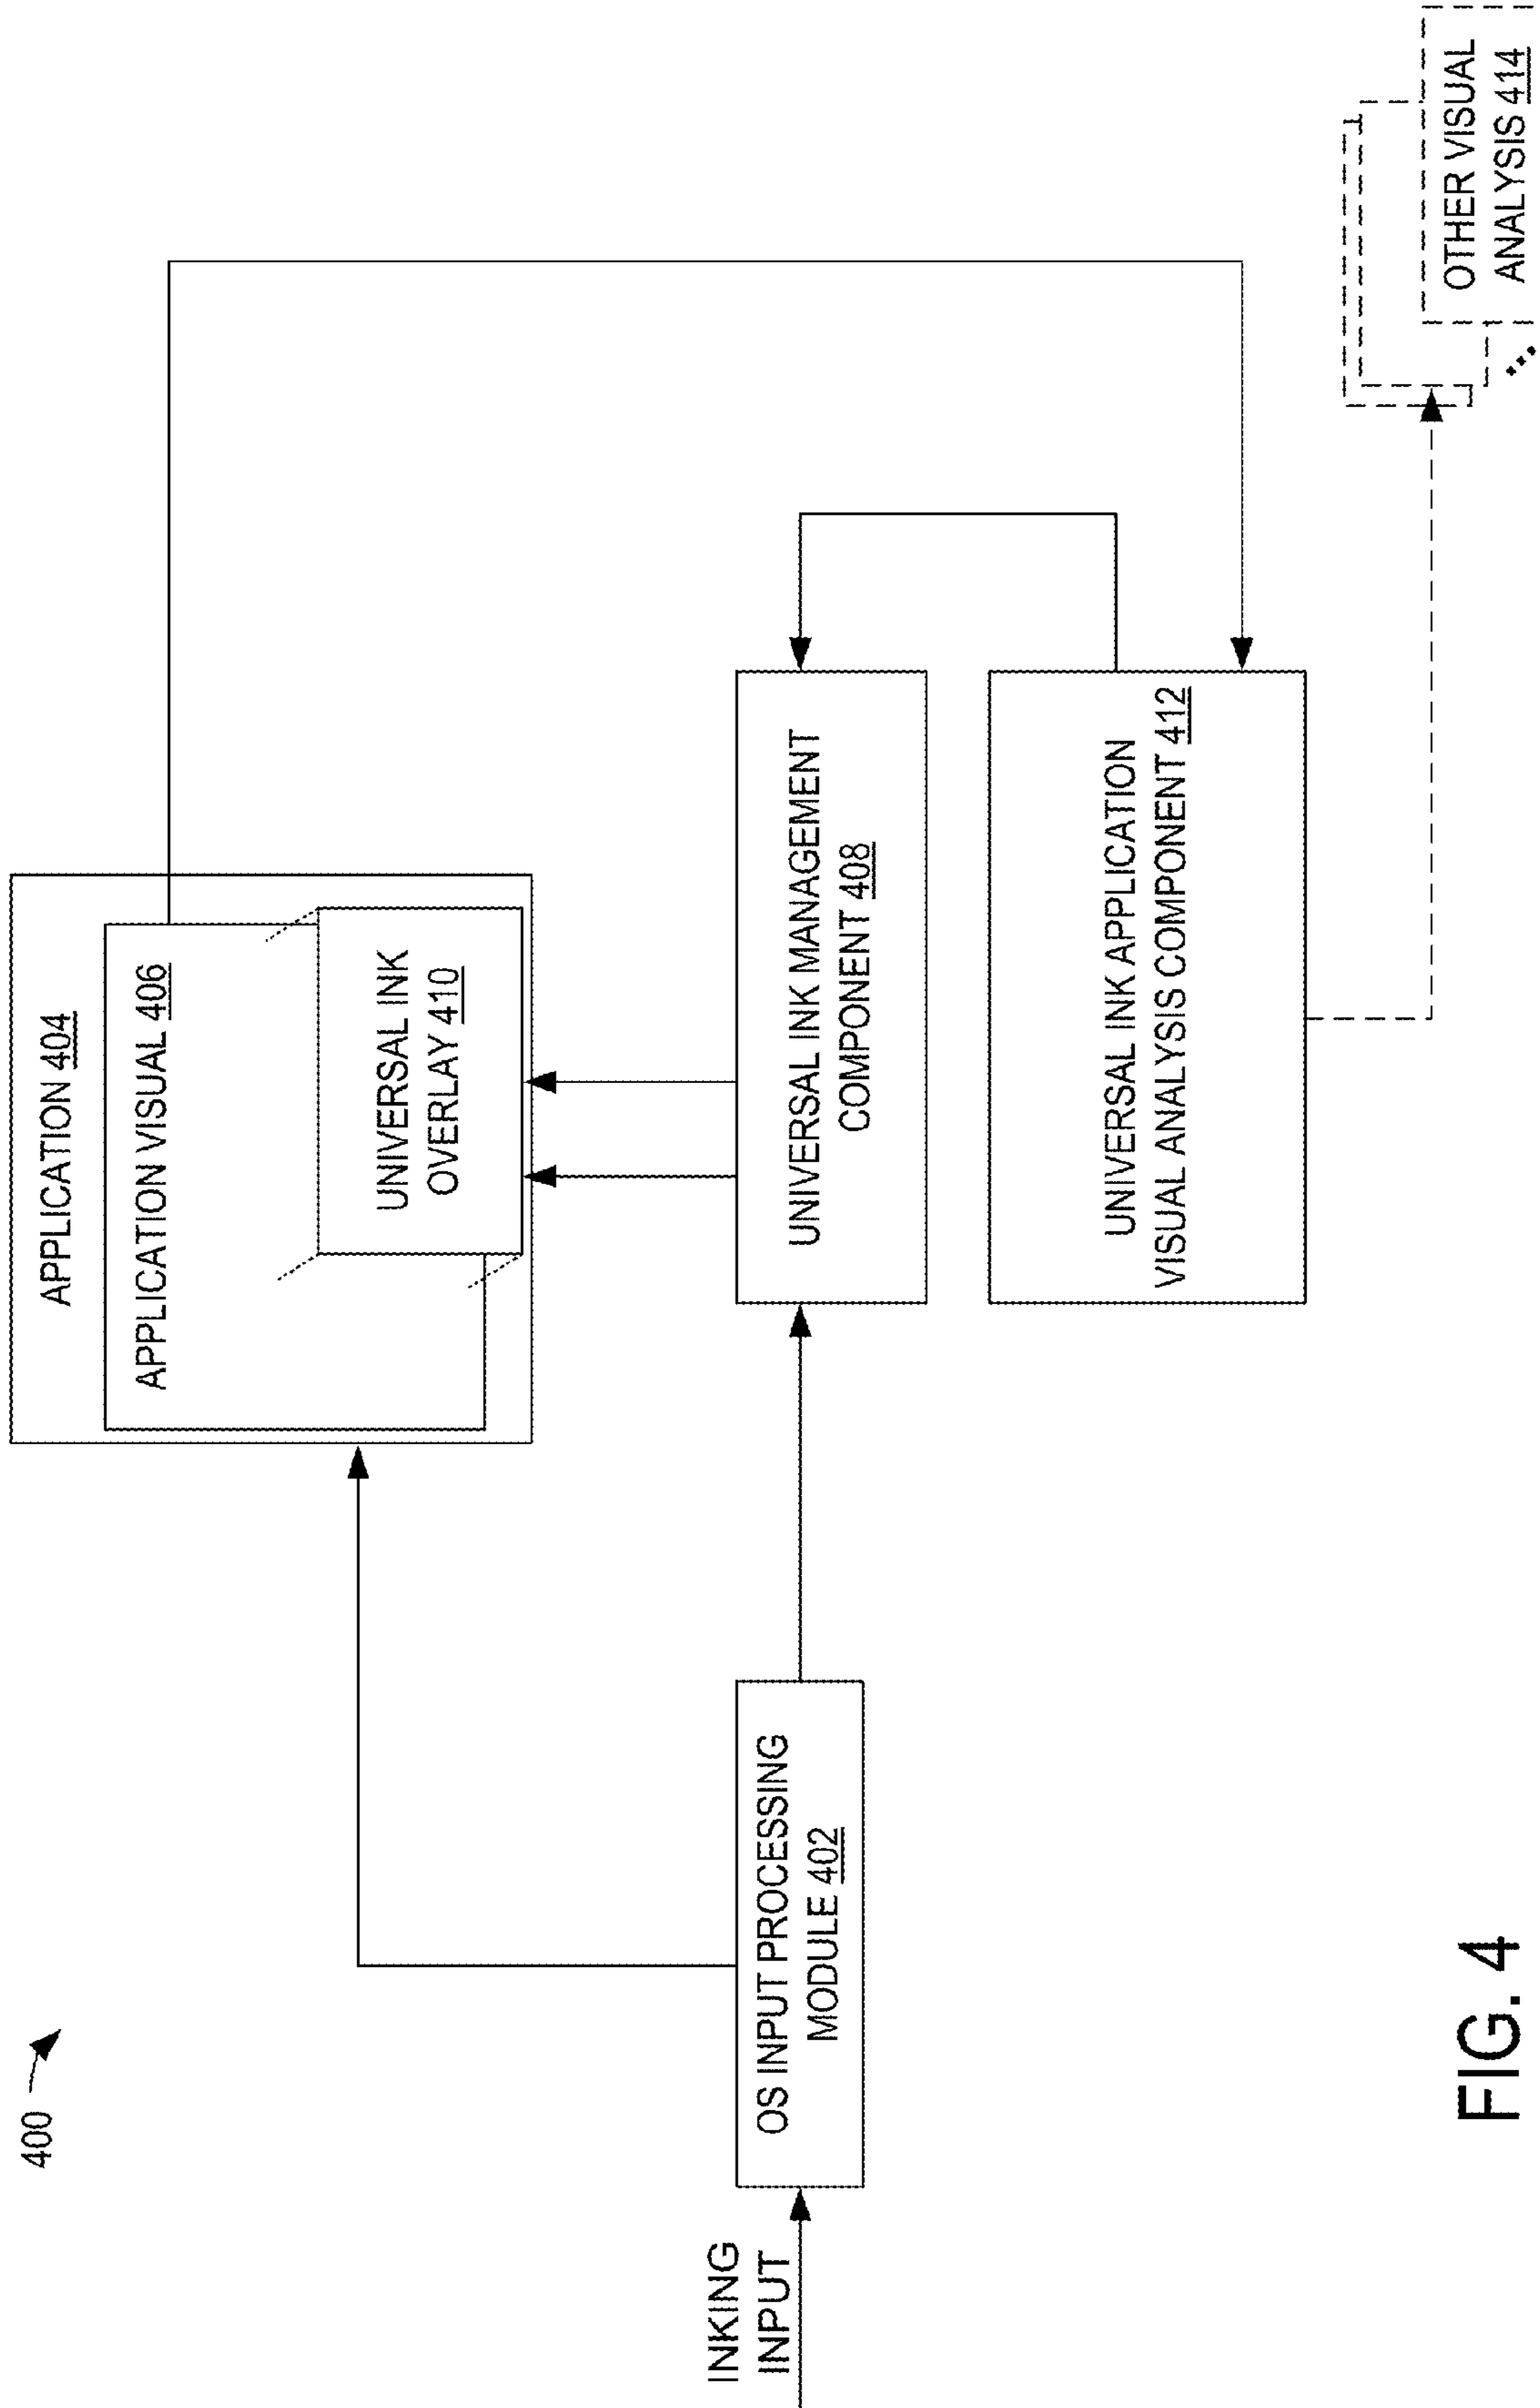 400
APPLICATION 404
APPLICATION VISUAL 406
UNIVERSAL INK
OVERLAY 410
INKING
INPUT
OS INPUT PROCESSING
MODULE 402
UNIVERSAL INK MANAGEMENT
COMPONENT 408
UNIVERSAL INK APPLICATION
VISUAL ANALYSIS COMPONENT 412
OTHER VISUAL
ANALYSIS 414
FIG. 4